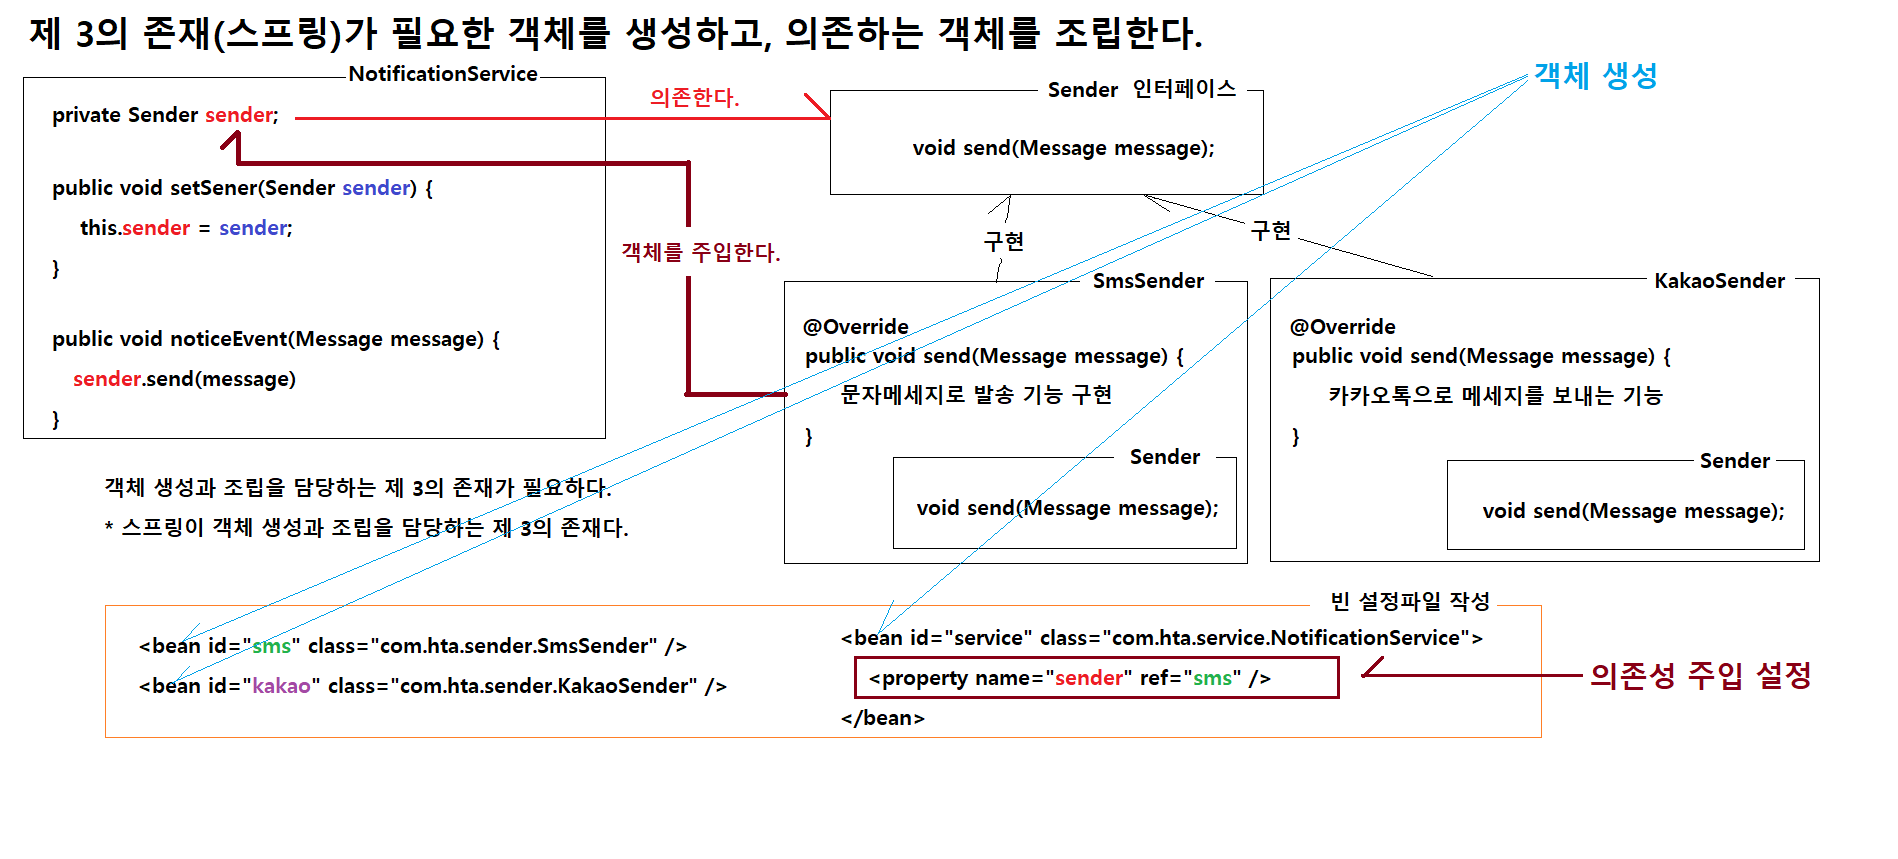 제 3의 존재(스프링)가 필요한 객체를 생성하고, 의존하는 객체를 조립한다.
NotificationService
private Sender sender;
public void setSener(Sender sender) {
this.sender = sender;
}
public void noticeEvent(Message message) {
sender.send(message)
}
의존한다.
객체를 주입한다.
Sender 인터페이스
void send(Message message);
객체 생성
구현
구현
SmsSender
@Override
public void send(Message message) {
문자메세지로 발송 기능 구현
}
Sender
void send(Message message);
KakaoSender
@Override
public void send(Message message) {
카카오톡으로 메세지를 보내는 기능
}
Sender
void send(Message message);
객체 생성과 조립을 담당하는 제 3의 존재가 필요하다.
* 스프링이 객체 생성과 조립을 담당하는 제 3의 존재다.
빈 설정파일 작성
<bean id="sms" class="com.hta.sender.SmsSender" />
<bean id="kakao" class="com.hta.sender.KakaoSender" />
<bean id="service" class="com.hta.service.NotificationService">
<property name="sender" ref="sms" />
</bean>
의존성 주입 설정